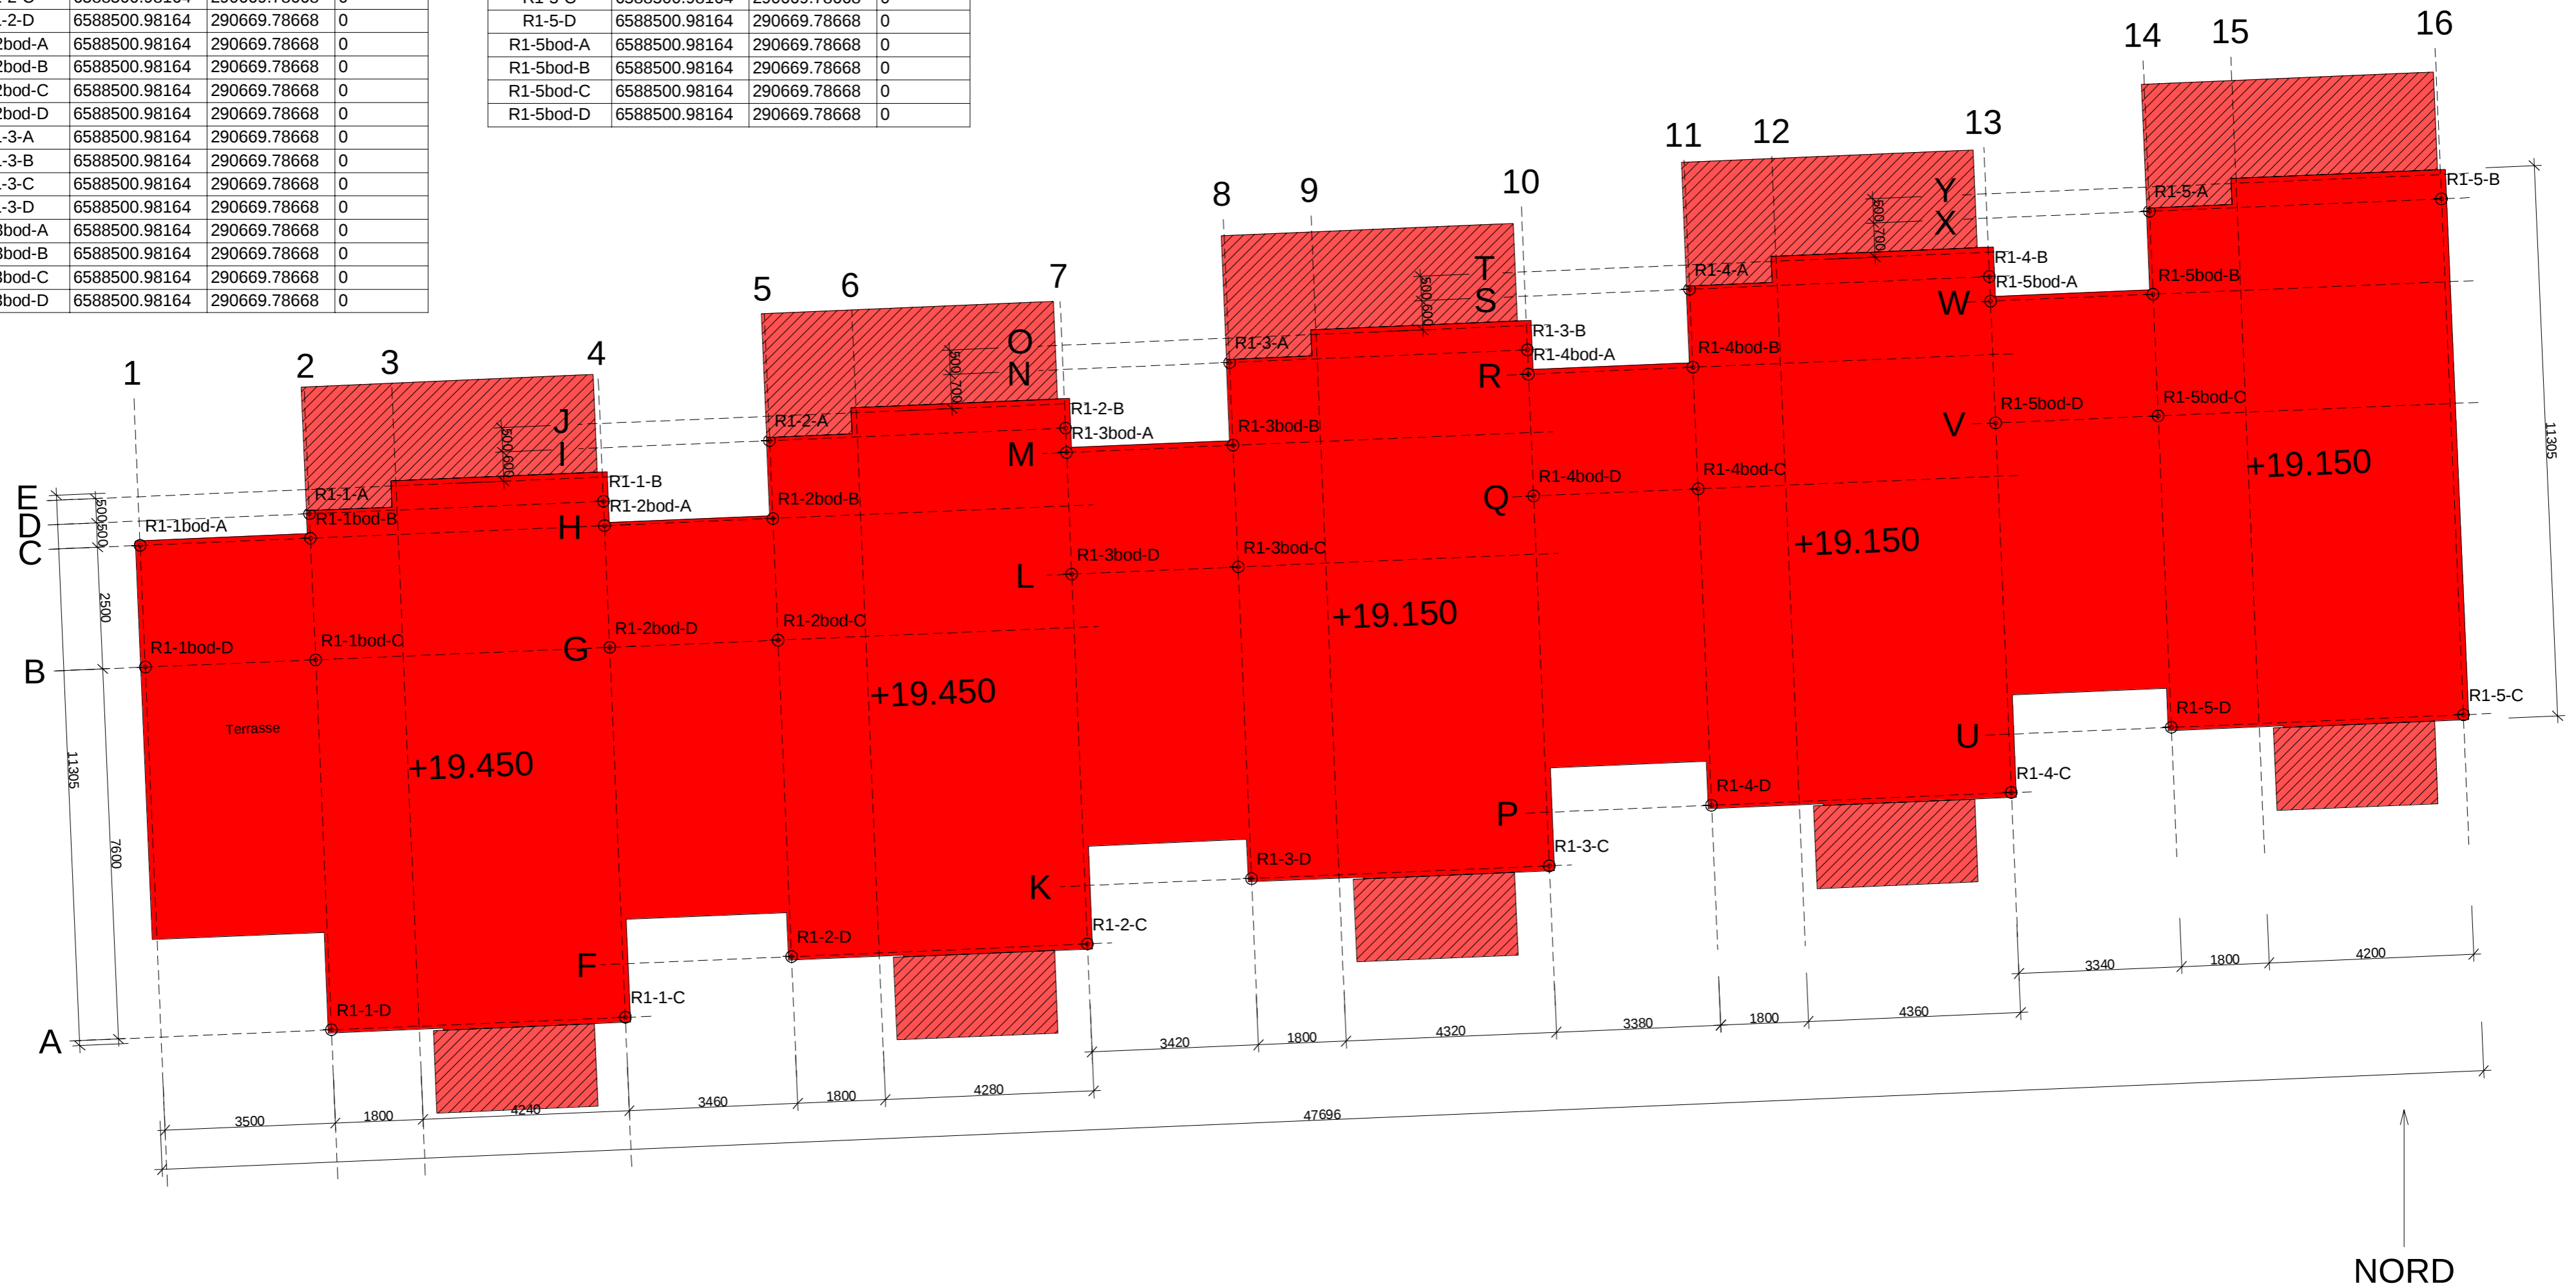 -2-D 6588500.98164 290669.78668 0
2bod-A 6588500.98164 290669.78668 0
2bod-B 6588500.98164 290669.78668 0
2bod-C 6588500.98164 290669.78668 0
2bod-D 6588500.98164 290669.78668 0
-3-A 6588500.98164 290669.78668 0
-3-B 6588500.98164 290669.78668 0
-3-C 6588500.98164 290669.78668 0
-3-D 6588500.98164 290669.78668 0
3bod-A 6588500.98164 290669.78668 0
3bod-B 6588500.98164 290669.78668 0
3bod-C 6588500.98164 290669.78668 0
3bod-D 6588500.98164 290669.78668 0
R1-5-D 6588500.98164 290669.78668 0
R1-5bod-A 6588500.98164 290669.78668 0
R1-5bod-B 6588500.98164 290669.78668 0
R1-5bod-C 6588500.98164 290669.78668 0
R1-5bod-D 6588500.98164 290669.78668 0
1
2
3
4
5
6
7
8
9
10
11
12
13
14
15
16
E
D
C
B
A
500
500
2500
11305
7600
R1-1bod-A
R1-1-A
R1-1bod-B
R1-1-B
R1-1bod-D
R1-1bod-C
Terrasse
+19.450
R1-1-D
R1-1-C
J
I
H
G
F
500
600
R1-2bod-A
R1-2-A
R1-2bod-B
R1-2-B
R1-2bod-D
R1-2bod-C
+19.450
R1-2-D
R1-2-C
O
N
M
L
K
500
700
R1-3bod-A
R1-3-A
R1-3bod-B
R1-3-B
R1-3bod-D
R1-3bod-C
+19.150
R1-3-D
R1-3-C
T
S
R
Q
P
500
600
R1-4bod-A
R1-4-A
R1-4bod-B
R1-4-B
R1-4bod-D
R1-4bod-C
+19.150
R1-4-D
R1-4-C
Y
X
W
V
U
500
700
R1-5bod-A
R1-5-A
R1-5bod-B
R1-5-B
R1-5bod-D
R1-5bod-C
+19.150
R1-5-D
R1-5-C
11305
3500
1800
4240
3460
1800
4280
3420
1800
4320
3380
1800
4360
3340
1800
4200
47696
NORD